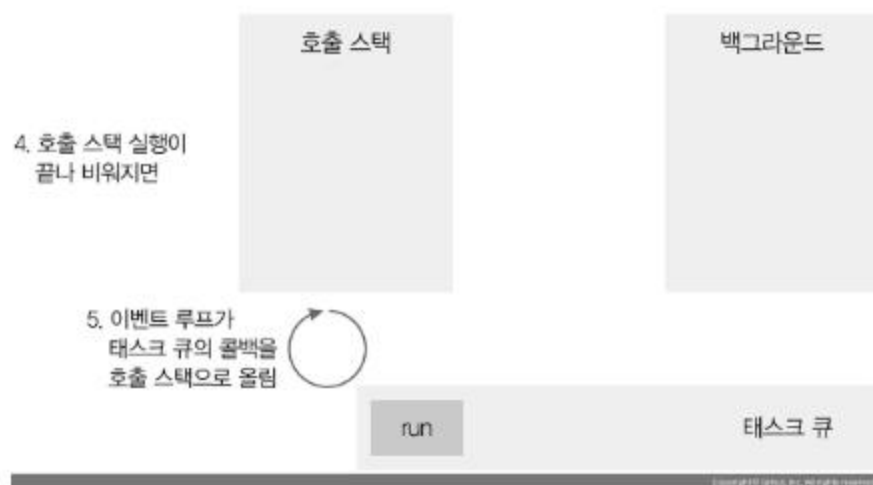 호출 스택
백그라운드
4. 호출 스택 실행이
끝나 비워지면
5. 이벤트 루프가
태스크 큐의 콜백을
호출 스택으로 올림
run
태스크 큐